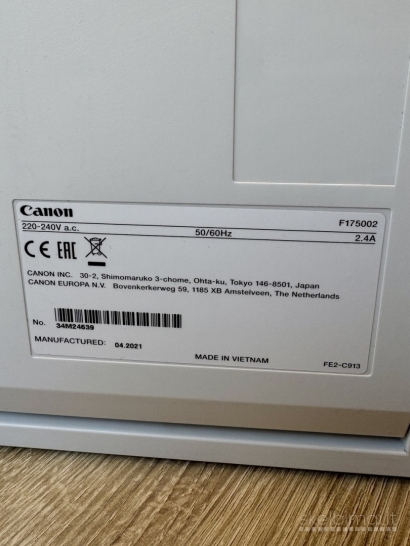 Canon
F175002
220-240V a.c.
50/60Hz
2.4A
CE EAC
CANON INC. 30-2, Shimomaruko 3-chome, Ohta-ku, Tokyo 146-8501, Japan
CANON EUROPA N.V. Bovenkerkerweg 59, 1185 XB Amstelveen, The Netherlands
No. 34M24639
MANUFACTURED: 04.2021
MADE IN VIETNAM
FE2-C913